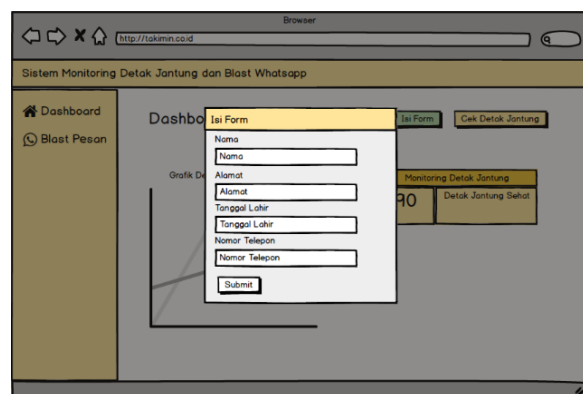 Browser
http://takimin.co.id
Sistem Monitoring Detak Jantung dan Blast Whatsapp
Dashboard
Blast Pesan
Dashbo
Isi Form
Cek Detak Jantung
Grafik De
Monitoring Detak Jantung
90
Detak Jantung Sehat
Isi Form
Nama
Nama
Alamat
Alamat
Tanggal Lahir
Tanggal Lahir
Nomor Telepon
Nomor Telepon
Submit